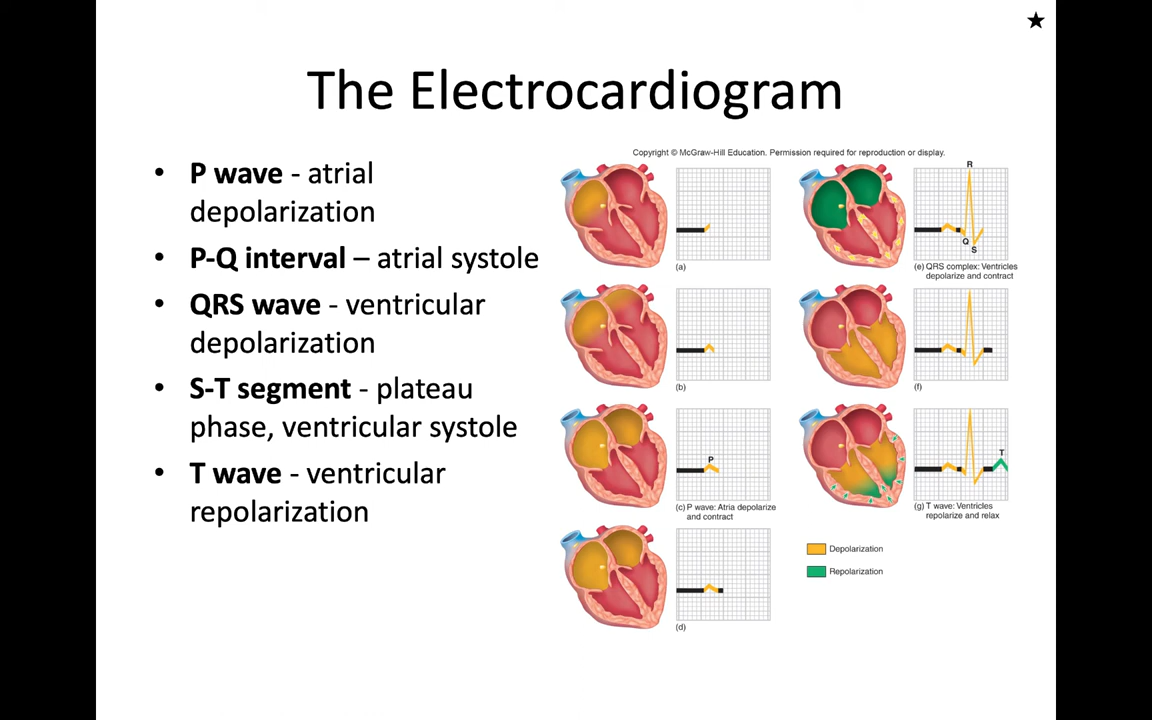 The Electrocardiogram
• P wave - atrial
depolarization
• P-Q interval – atrial systole
• QRS wave - ventricular
depolarization
• S-T segment - plateau
phase, ventricular systole
• T wave - ventricular
repolarization
Copyright © McGraw-Hill Education. Permission required for reproduction or display.
(a)
(b)
P
(c) P wave: Atria depolarize
and contract
(d)
R
Q
S
(e) QRS complex: Ventricles
depolarize and contract
(f)
T
(g) T wave: Ventricles
repolarize and relax
Depolarization
Repolarization